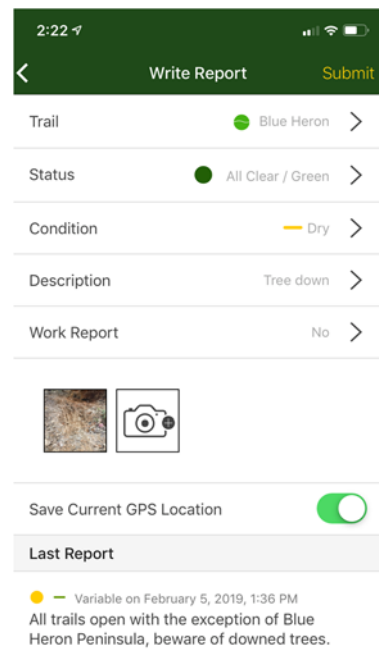 2:22
Write Report Submit
Trail Blue Heron
Status All Clear / Green
Condition Dry
Description Tree down
Work Report No
Save Current GPS Location
Last Report
Variable on February 5, 2019, 1:36 PM
All trails open with the exception of Blue
Heron Peninsula, beware of downed trees.